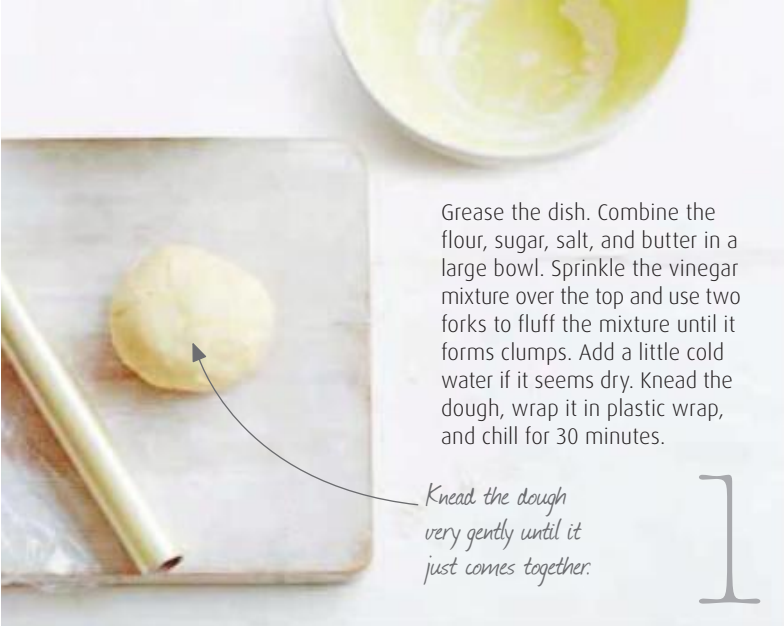 Grease the dish. Combine the
flour, sugar, salt, and butter in a
large bowl. Sprinkle the vinegar
mixture over the top and use two
forks to fluff the mixture until it
forms clumps. Add a little cold
water if it seems dry. Knead the
dough, wrap it in plastic wrap,
and chill for 30 minutes.
Knead the dough
very gently until it
just comes together.
1